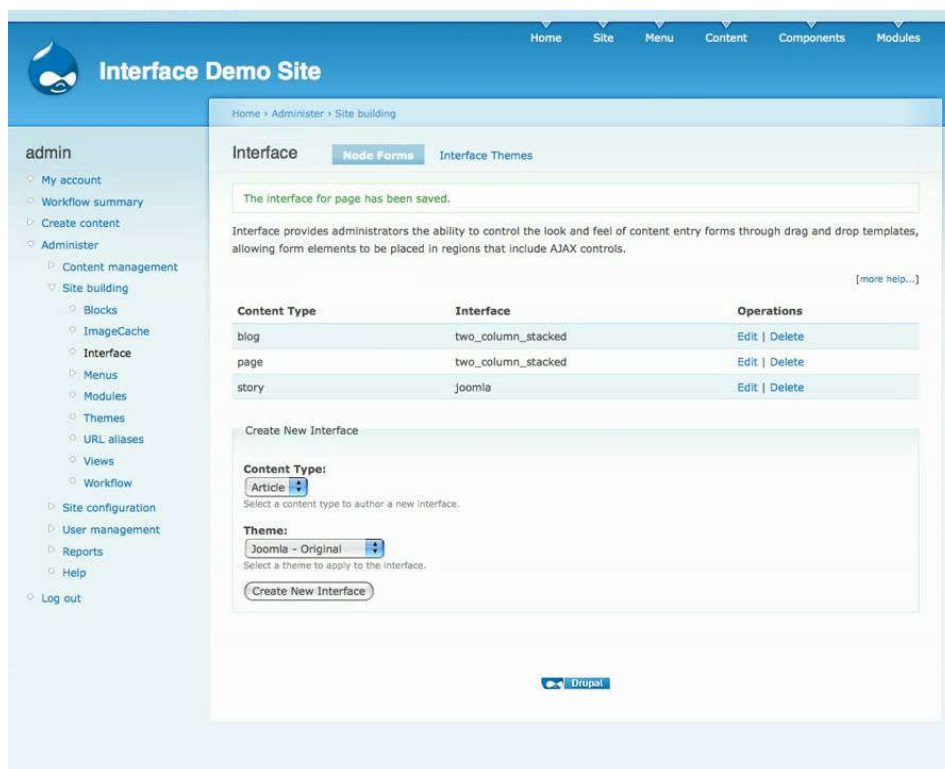 Home Site Menu Content Components Modules
Interface Demo Site
Home > Administer > Site building
admin
My account
Workflow summary
Create content
Administer
Content management
Site building
Blocks
ImageCache
Interface
Menus
Modules
Themes
URL aliases
Views
Workflow
Site configuration
User management
Reports
Help
Log out
Interface Node Forms Interface Themes
The interface for page has been saved.
Interface provides administrators the ability to control the look and feel of content entry forms through drag and drop templates,
allowing form elements to be placed in regions that include AJAX controls.
[more help...]
Content Type Interface Operations
blog two_column_stacked Edit | Delete
page two_column_stacked Edit | Delete
story joomla Edit | Delete
Create New Interface
Content Type:
Article
Select a content type to author a new interface.
Theme:
Joomla - Original
Select a theme to apply to the interface.
Create New Interface
Drupal